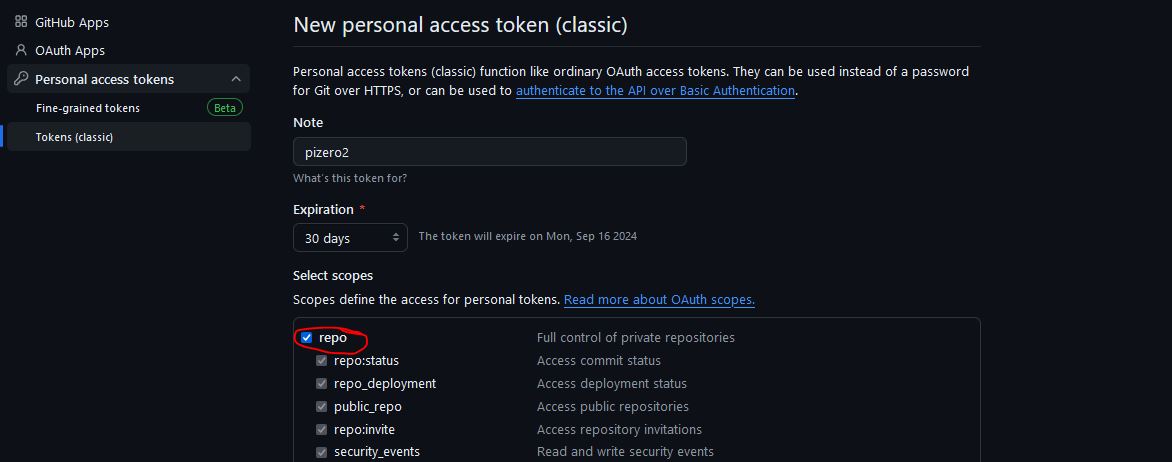 GitHub Apps
OAuth Apps
Personal access tokens
Fine-grained tokens Beta
Tokens (classic)
New personal access token (classic)
Personal access tokens (classic) function like ordinary OAuth access tokens. They can be used instead of a password
for Git over HTTPS, or can be used to authenticate to the API over Basic Authentication.
Note
pizero2
What's this token for?
Expiration *
30 days The token will expire on Mon, Sep 16 2024
Select scopes
Scopes define the access for personal tokens. Read more about OAuth scopes.
repo Full control of private repositories
repo:status Access commit status
repo_deployment Access deployment status
public_repo Access public repositories
repo:invite Access repository invitations
security_events Read and write security events